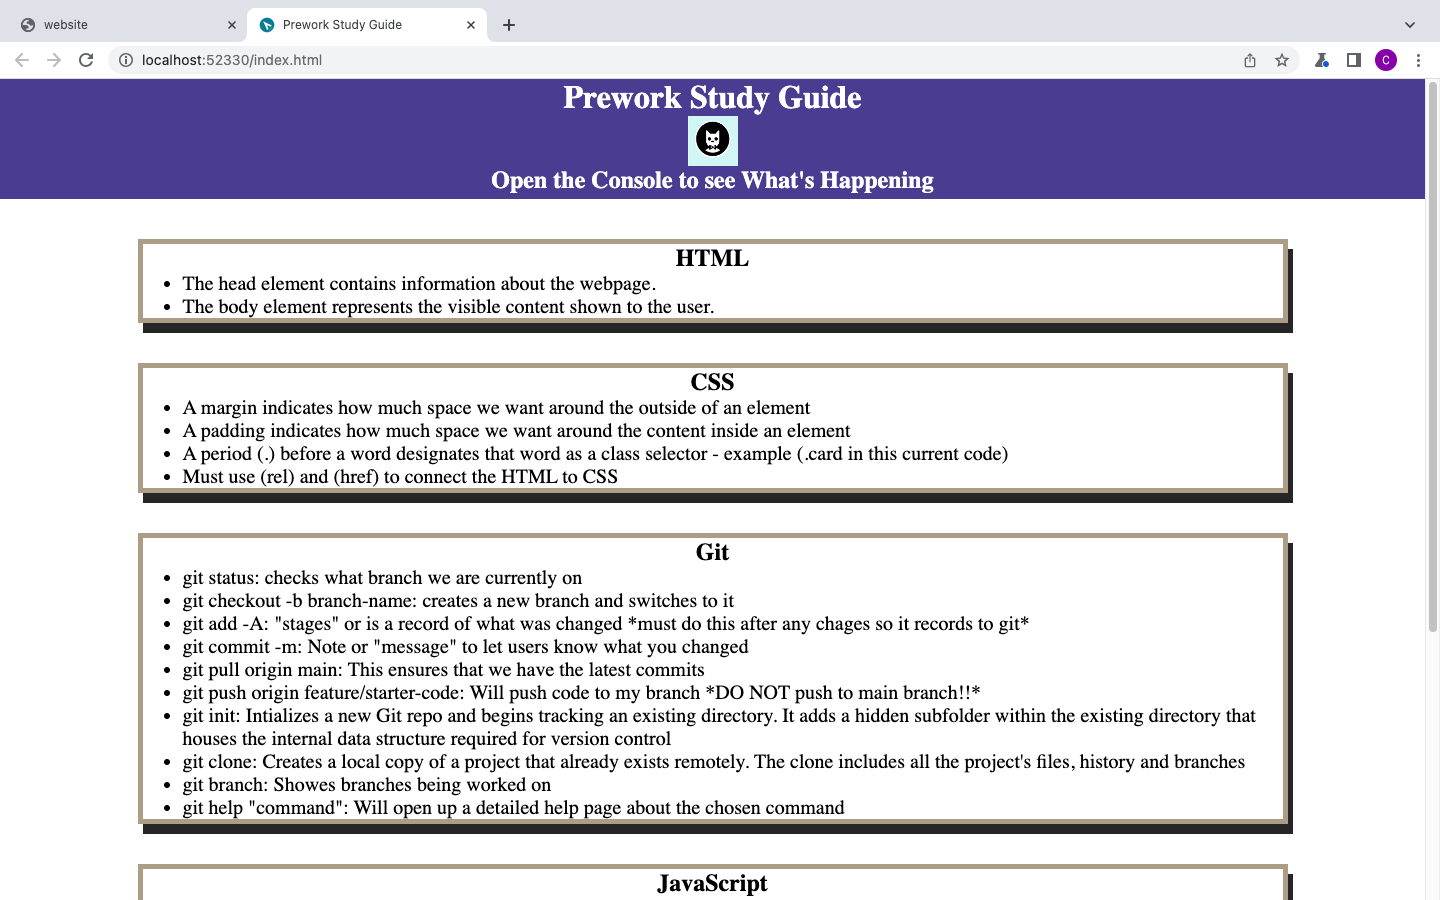 website
Prework Study Guide
localhost:52330/index.html
C
Prework Study Guide
Open the Console to see What's Happening
HTML
The head element contains information about the webpage.
The body element represents the visible content shown to the user.
CSS
A margin indicates how much space we want around the outside of an element
A padding indicates how much space we want around the content inside an element
A period (.) before a word designates that word as a class selector - example (.card in this current code)
Must use (rel) and (href) to connect the HTML to CSS
Git
git status: checks what branch we are currently on
git checkout -b branch-name: creates a new branch and switches to it
git add -A: "stages" or is a record of what was changed *must do this after any chages so it records to git*
git commit -m: Note or "message" to let users know what you changed
git pull origin main: This ensures that we have the latest commits
git push origin feature/starter-code: Will push code to my branch *DO NOT push to main branch!!*
git init: Intializes a new Git repo and begins tracking an existing directory. It adds a hidden subfolder within the existing directory that
houses the internal data structure required for version control
git clone: Creates a local copy of a project that already exists remotely. The clone includes all the project's files, history and branches
git branch: Showes branches being worked on
git help "command": Will open up a detailed help page about the chosen command
JavaScript